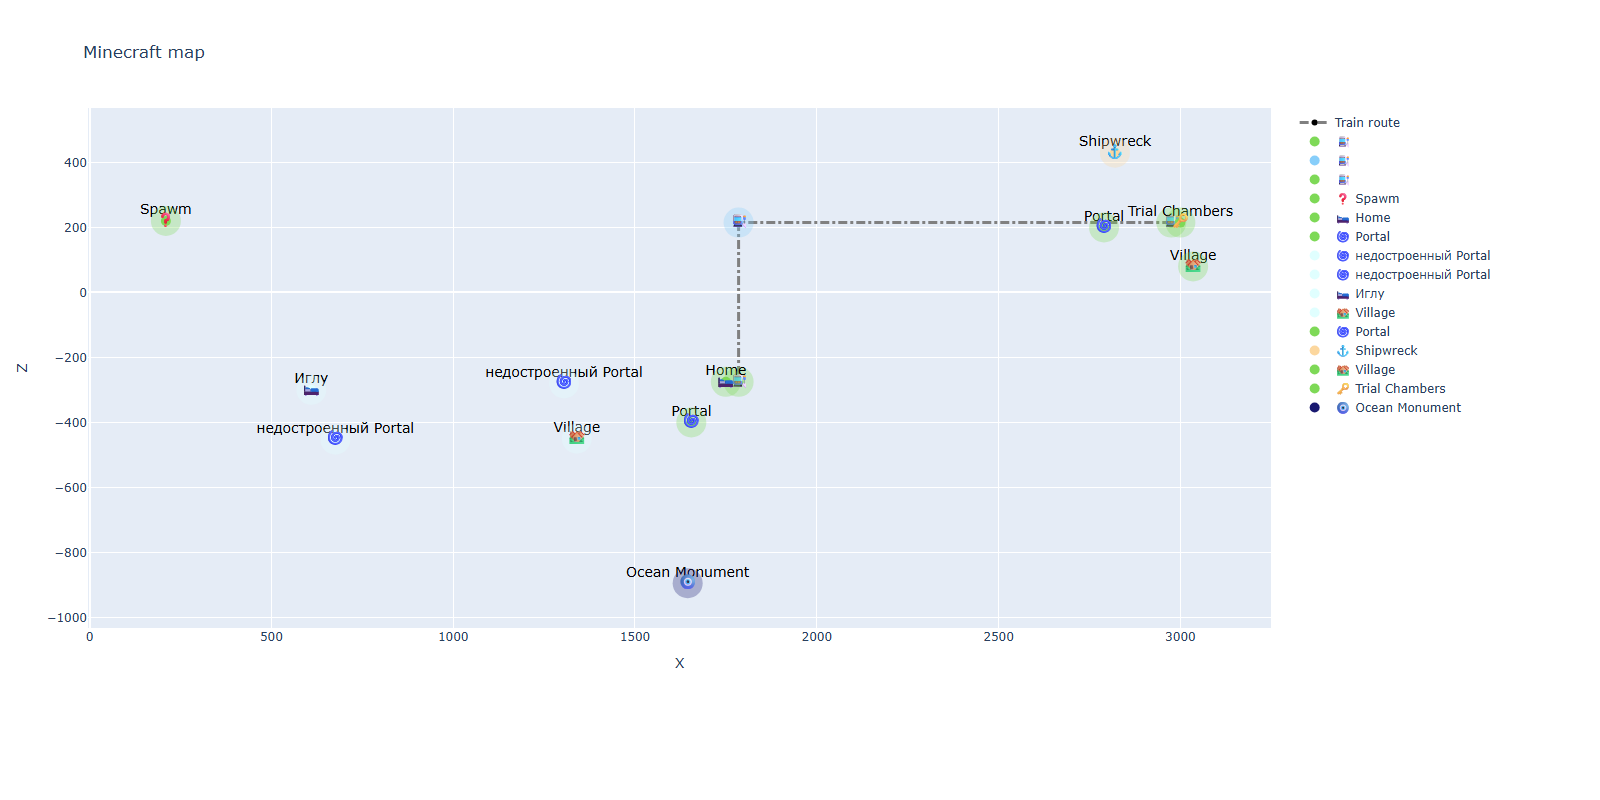 Minecraft map
Train route
Spawm
Home
Portal
недостроенный Portal
недостроенный Portal
Иглу
Village
Portal
Shipwreck
Village
Trial Chambers
Ocean Monument
Shipwreck
Spawm
Portal
Trial Chambers
Village
Home
Иглу
недостроенный Portal
недостроенный Portal
Village
Portal
Ocean Monument
400
200
0
−200
−400
−600
−800
−1000
Z
0
500
1000
1500
2000
2500
3000
X